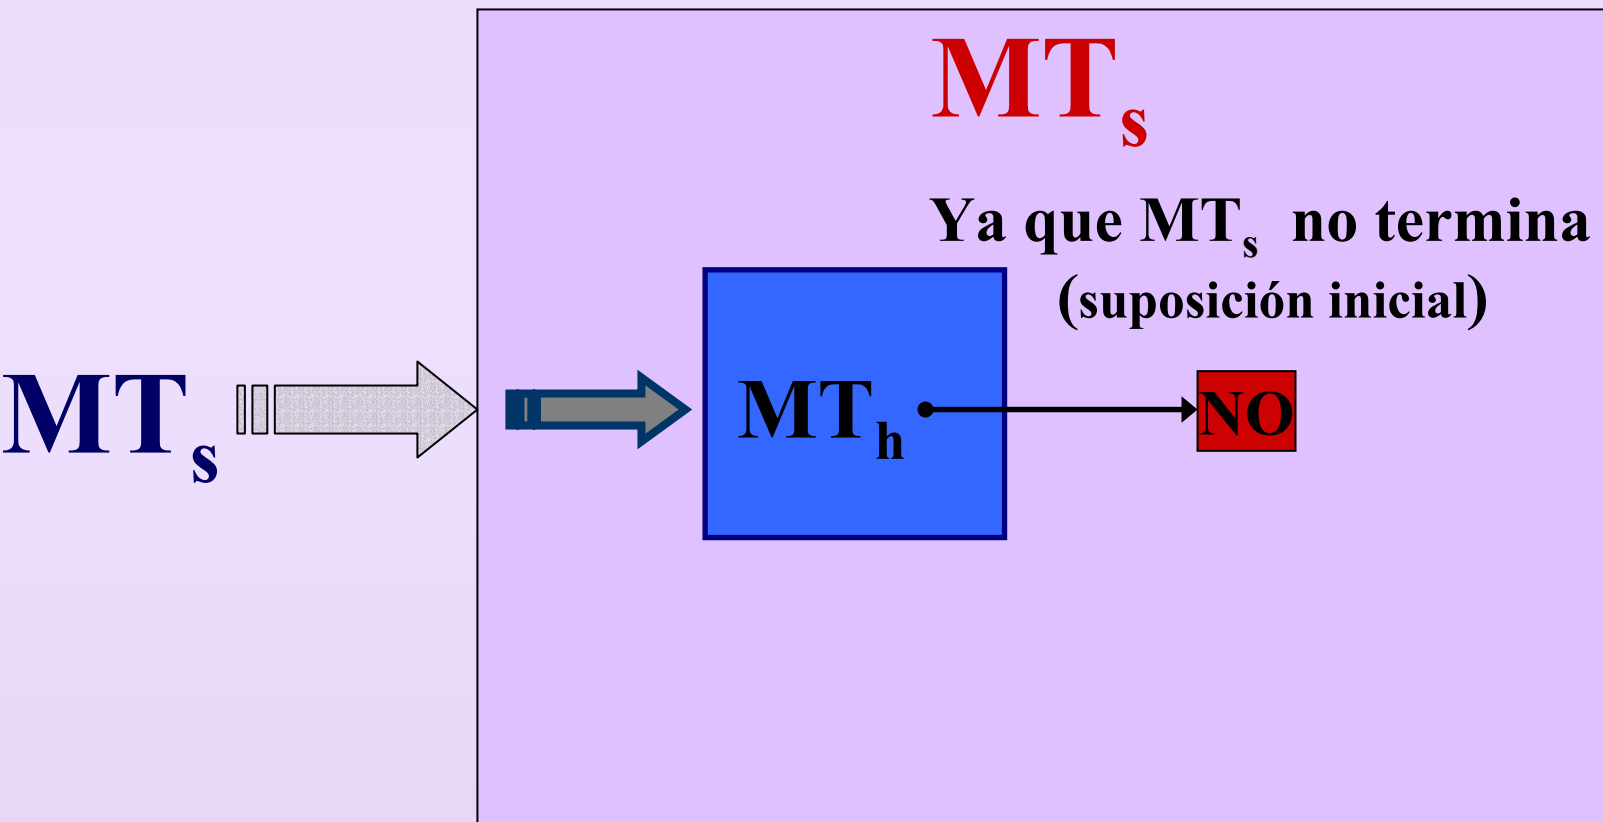 MTs
Ya que MTs no termina
(suposición inicial)
MTs
MTh
NO